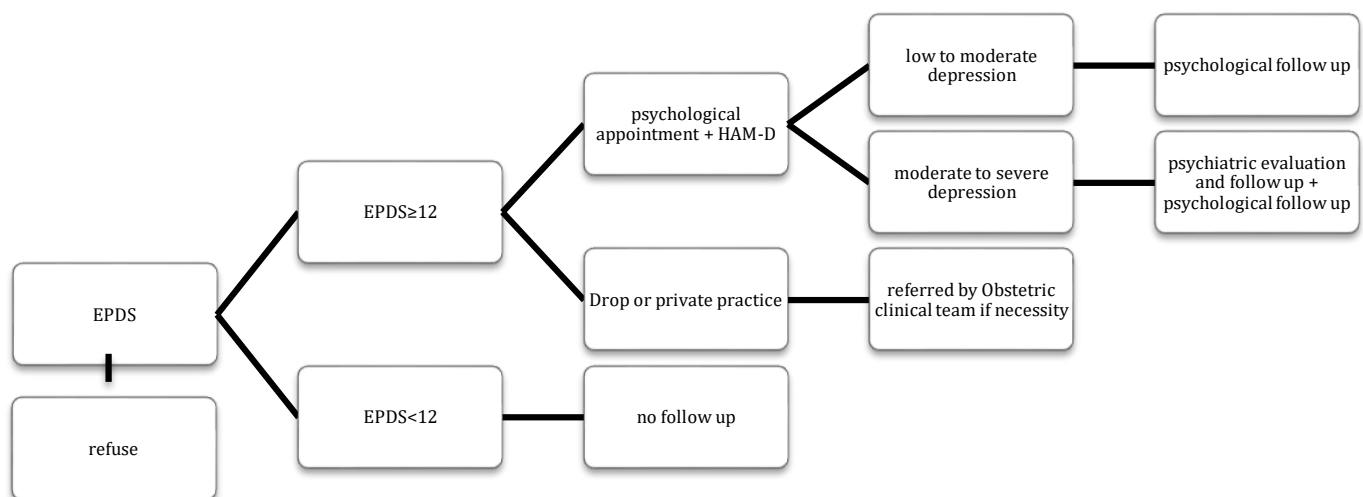 EPDS
refuse
EPDS≥12
EPDS<12
psychological
appointment + HAM-D
Drop or private practice
no follow up
low to moderate
depression
moderate to severe
depression
referred by Obstetric
clinical team if necessity
psychological follow up
psychiatric evaluation
and follow up +
psychological follow up